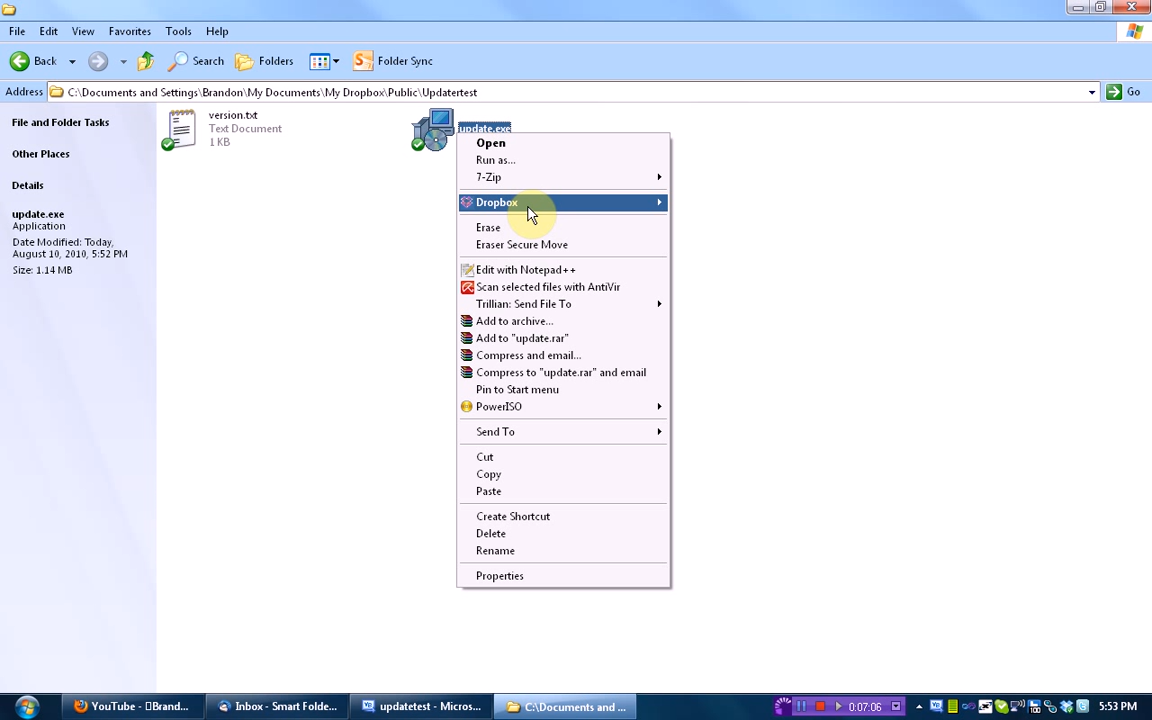 File Edit View Favorites Tools Help
Back Search Folders Folder Sync
Address C:\Documents and Settings\Brandon\My Documents\My Dropbox\Public\Updatertest Go
File and Folder Tasks
Other Places
Details
update.exe
Application
Date Modified: Today,
August 10, 2010, 5:52 PM
Size: 1.14 MB
version.txt
Text Document
1 KB
update.exe
Open
Run as...
7-Zip
Dropbox
Erase
Eraser Secure Move
Edit with Notepad++
Scan selected files with AntiVir
Trillian: Send File To
Add to archive...
Add to "update.rar"
Compress and email...
Compress to "update.rar" and email
Pin to Start menu
PowerISO
Send To
Cut
Copy
Paste
Create Shortcut
Delete
Rename
Properties
YouTube - Brand... Inbox - Smart Folde... updatetest - Micros... C:\Documents and ... 0:07:06 5:53 PM